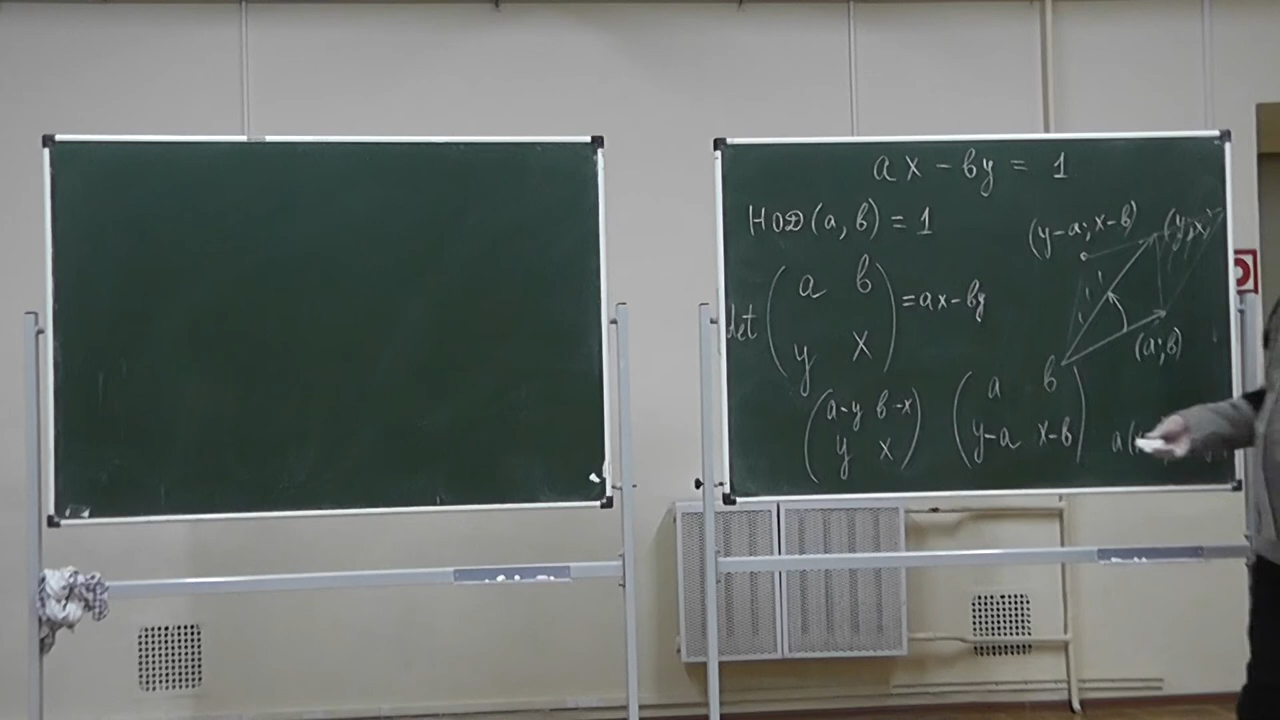 ax - by = 1
НОД(a, b) = 1
(y-a; x-b) (y; x)
det ( a b
y x ) = ax - by
(a; b)
( a-y b-x
y x )
( a b
y-a x-b )
a(